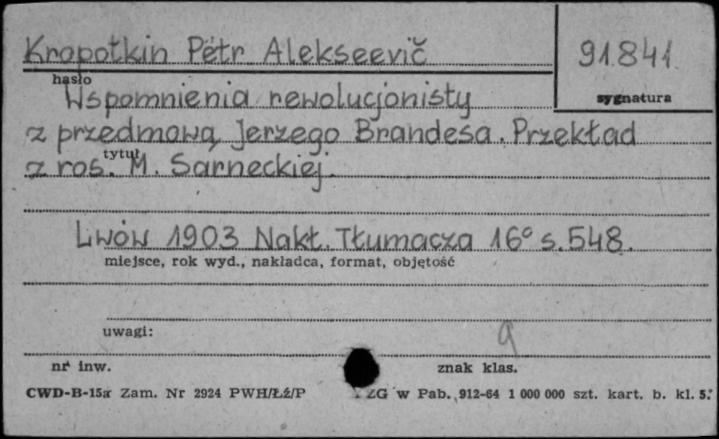 Kropotkin Pëtr Alekseevič
91.841
hasło
sygnatura
Wspomnienia rewolucjonisty
z przedmową Jerzego Brandesa. Przekład
tytuł
z ros. M. Sarneckiej.
Lwów 1903 Nakł. Tłumacza 16° s. 548.
miejsce, rok wyd., nakładca, format, objętość
uwagi:
nr inw.
znak klas.
CWD-B-15a Zam. Nr 2924 PWH/Łź/P
ZG w Pab. 912-64 1 000 000 szt. kart. b. kl. 5.